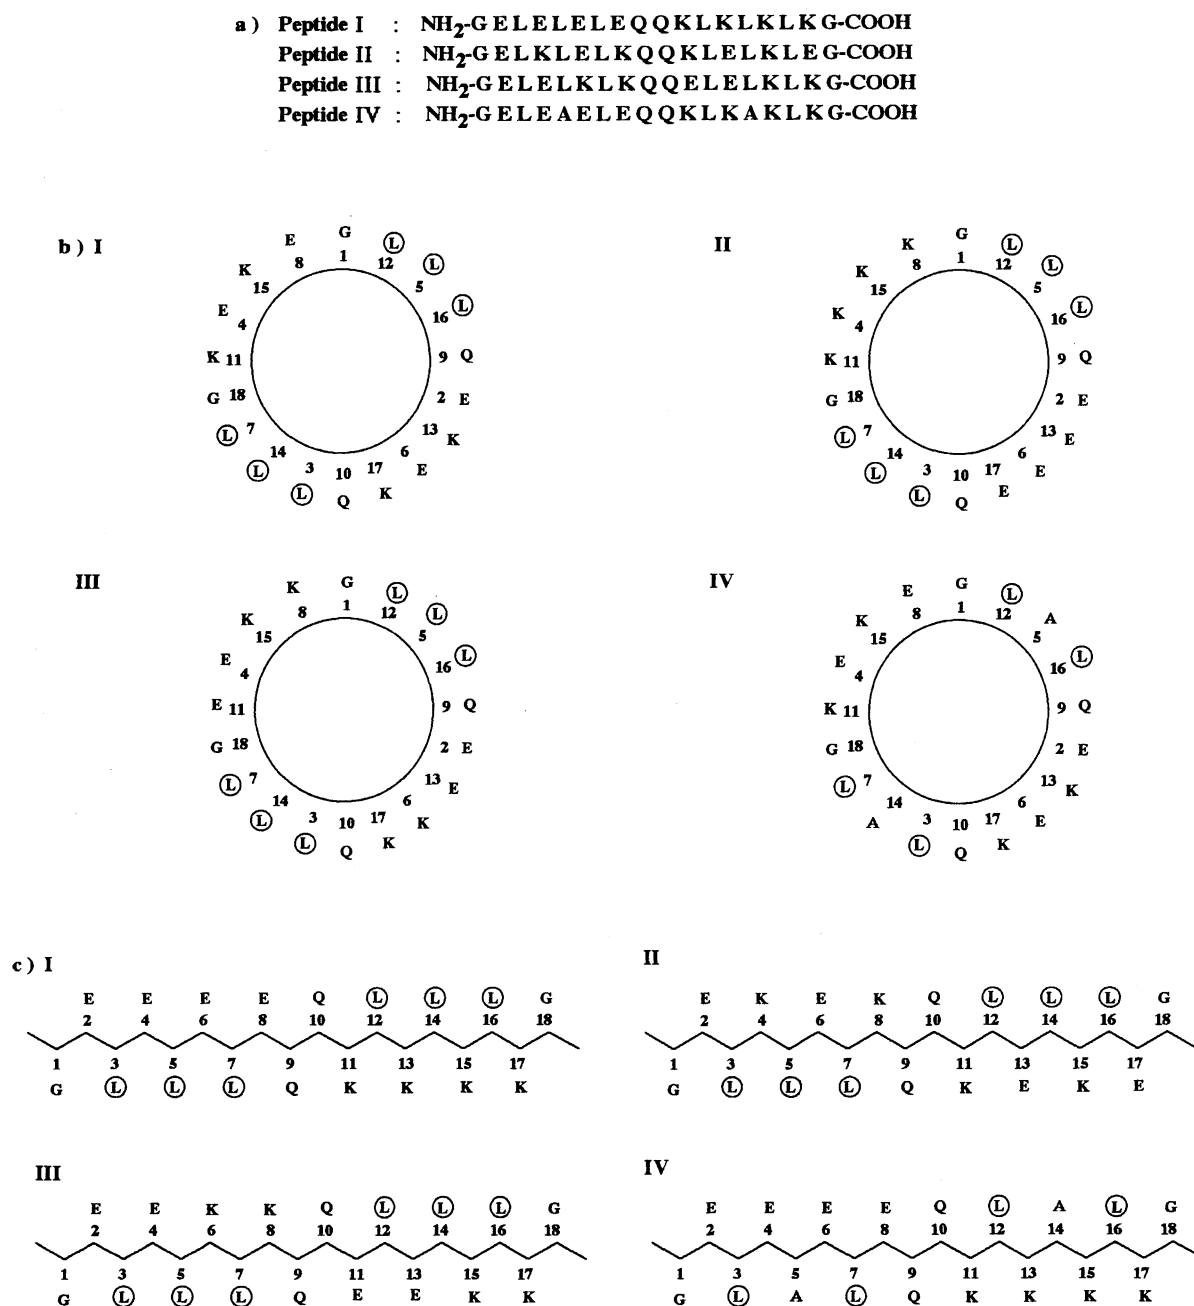 a ) Peptide I : NH2-G E L E L E L E Q Q K L K L K L K G-COOH
Peptide II : NH2-G E L K L E L K Q Q K L E L K L E G-COOH
Peptide III : NH2-G E L E L K L K Q Q E L E L K L K G-COOH
Peptide IV : NH2-G E L E A E L E Q Q K L K A K L K G-COOH
b ) I
G 1
L 12
L 5
L 16
Q 9
E 2
K 13
E 6
K 17
Q 10
L 3
L 14
L 7
G 18
K 11
E 4
K 15
E 8
II
G 1
L 12
L 5
L 16
Q 9
E 2
E 13
E 6
E 17
Q 10
L 3
L 14
L 7
G 18
K 11
K 4
K 15
K 8
III
G 1
L 12
L 5
L 16
Q 9
E 2
E 13
K 6
K 17
Q 10
L 3
L 14
L 7
G 18
E 11
E 4
K 15
K 8
IV
G 1
L 12
A 5
L 16
Q 9
E 2
K 13
E 6
K 17
Q 10
L 3
A 14
L 7
G 18
K 11
E 4
K 15
E 8
c ) I
E E E E Q L L L G
2 4 6 8 10 12 14 16 18
1 3 5 7 9 11 13 15 17
G L L L Q K K K K
II
E K E K Q L L L G
2 4 6 8 10 12 14 16 18
1 3 5 7 9 11 13 15 17
G L L L Q K E K E
III
E E K K Q L L L G
2 4 6 8 10 12 14 16 18
1 3 5 7 9 11 13 15 17
G L L L Q E E K K
IV
E E E E Q L A L G
2 4 6 8 10 12 14 16 18
1 3 5 7 9 11 13 15 17
G L A L Q K K K K